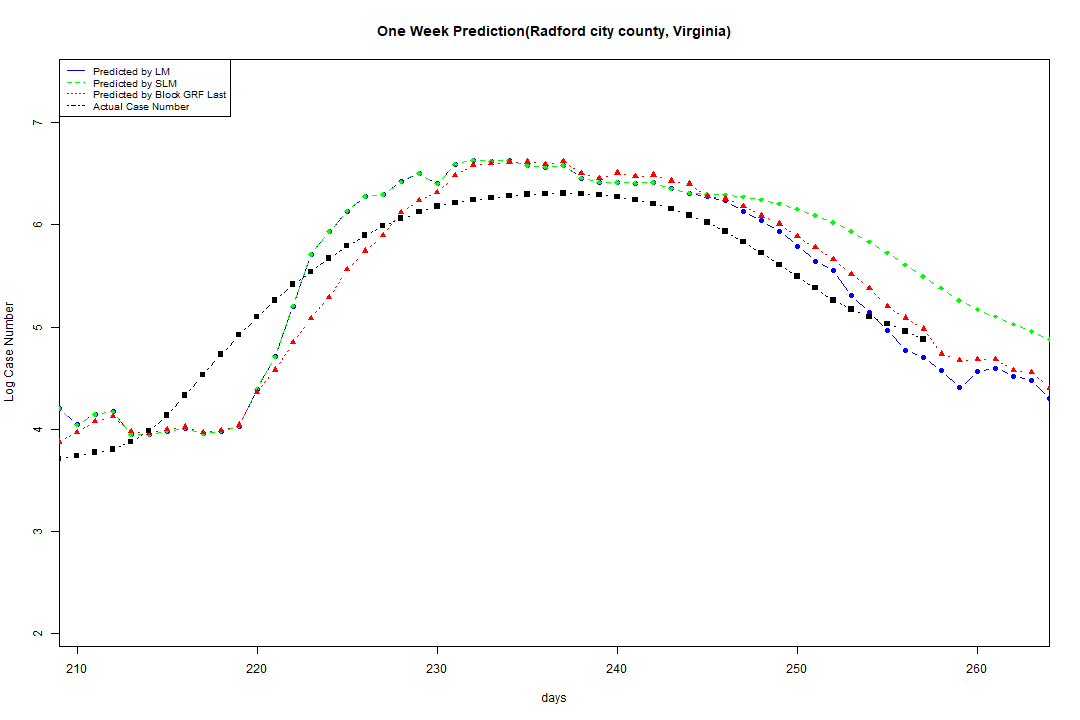 One Week Prediction(Radford city county, Virginia)
Predicted by LM
Predicted by SLM
Predicted by Block GRF Last
Actual Case Number
7
6
5
4
3
2
Log Case Number
210 220 230 240 250 260
days